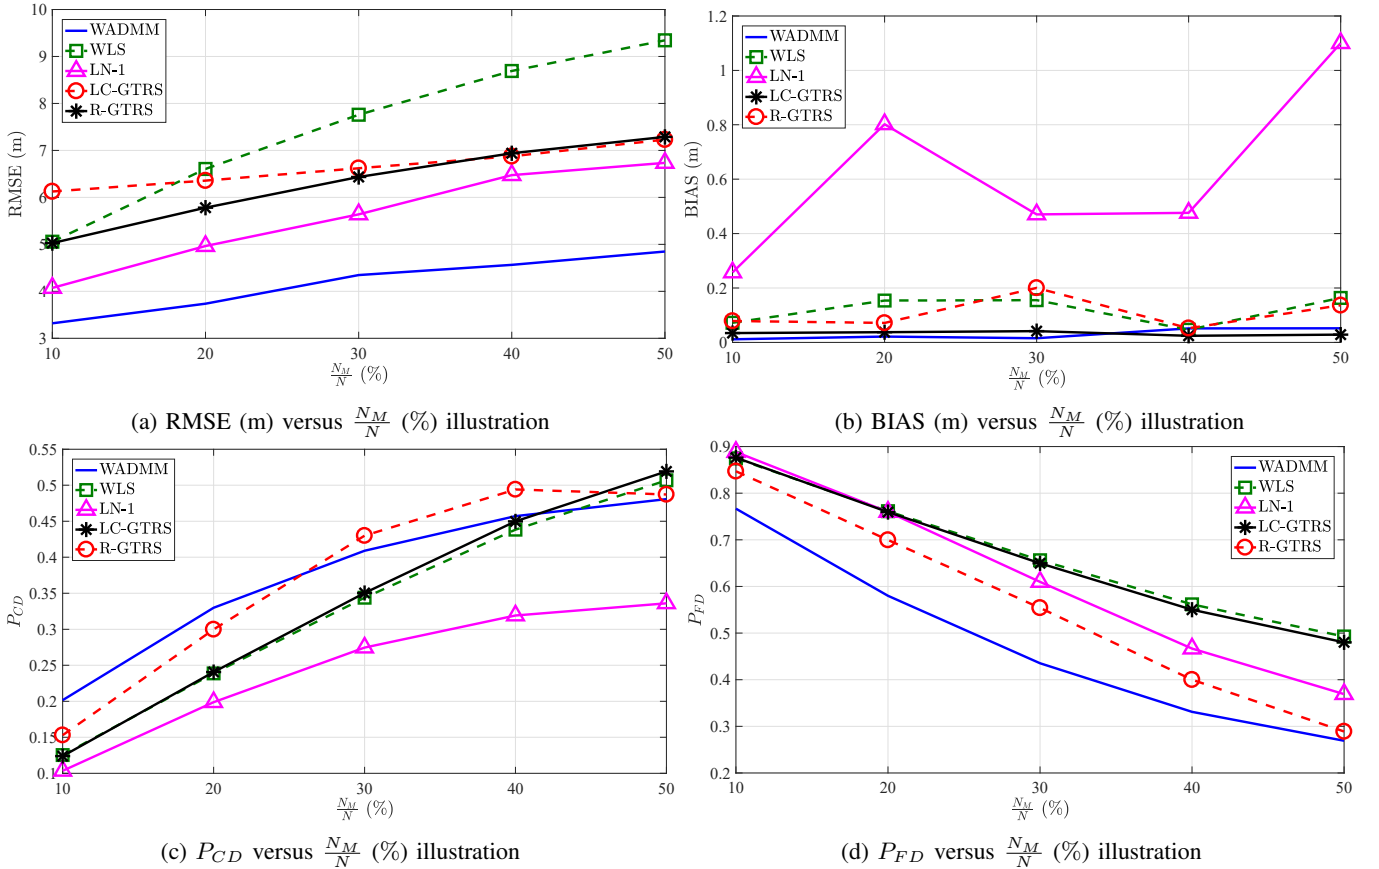 10
9
8
7
6
5
4
3
RMSE (m)
WADMM
WLS
LN-1
LC-GTRS
R-GTRS
10 20 30 40 50
N_M/N (%)
(a) RMSE (m) versus N_M/N (%) illustration
1.2
1
0.8
0.6
0.4
0.2
0
BIAS (m)
WADMM
WLS
LN-1
LC-GTRS
R-GTRS
10 20 30 40 50
N_M/N (%)
(b) BIAS (m) versus N_M/N (%) illustration
0.55
0.5
0.45
0.4
0.35
0.3
0.25
0.2
0.15
0.1
P_CD
WADMM
WLS
LN-1
LC-GTRS
R-GTRS
10 20 30 40 50
N_M/N (%)
(c) P_CD versus N_M/N (%) illustration
0.9
0.8
0.7
0.6
0.5
0.4
0.3
0.2
P_FD
WADMM
WLS
LN-1
LC-GTRS
R-GTRS
10 20 30 40 50
N_M/N (%)
(d) P_FD versus N_M/N (%) illustration